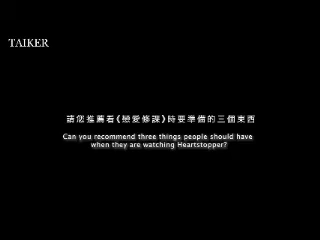 TAIKER
請您推薦看《戀愛修課》時要準備的三個東西
Can you recommend three things people should have
when they are watching Heartstopper?